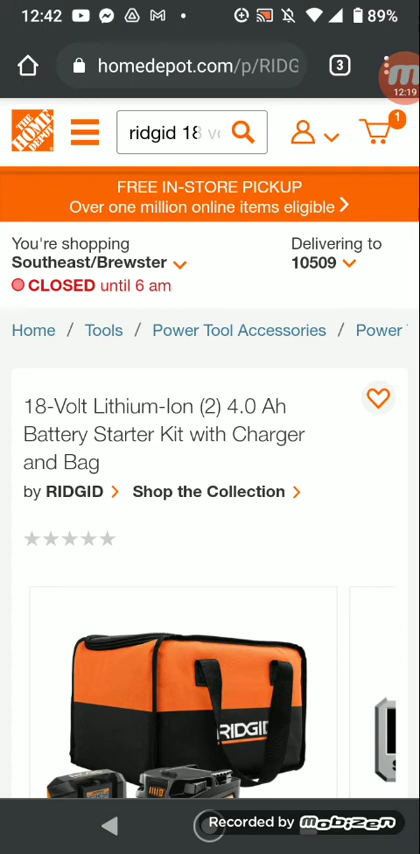 12:42
89%
homedepot.com/p/RIDG
3
12:19
THE HOME DEPOT
ridgid 18 v
1
FREE IN-STORE PICKUP
Over one million online items eligible
You're shopping
Southeast/Brewster
CLOSED until 6 am
Delivering to
10509
Home / Tools / Power Tool Accessories / Power
18-Volt Lithium-Ion (2) 4.0 Ah
Battery Starter Kit with Charger
and Bag
by RIDGID > Shop the Collection >
RIDGID
Recorded by mobizen